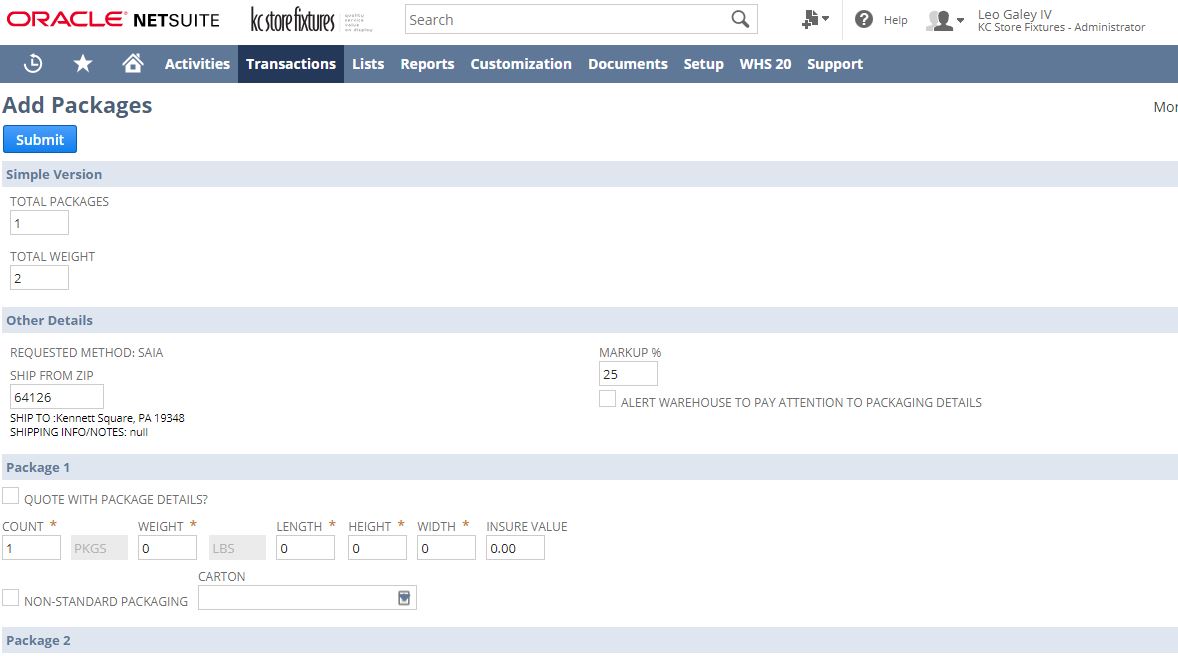 ORACLE® NETSUITE
kc store fixtures
quality
service
value
on display
Search
Help
Leo Galey IV
KC Store Fixtures - Administrator
Activities Transactions Lists Reports Customization Documents Setup WHS 20 Support
Add Packages
Mor
Submit
Simple Version
TOTAL PACKAGES
1
TOTAL WEIGHT
2
Other Details
REQUESTED METHOD: SAIA
SHIP FROM ZIP
64126
SHIP TO :Kennett Square, PA 19348
SHIPPING INFO/NOTES: null
MARKUP %
25
ALERT WAREHOUSE TO PAY ATTENTION TO PACKAGING DETAILS
Package 1
QUOTE WITH PACKAGE DETAILS?
COUNT * WEIGHT * LENGTH * HEIGHT * WIDTH * INSURE VALUE
1 PKGS 0 LBS 0 0 0 0.00
CARTON
NON-STANDARD PACKAGING
Package 2